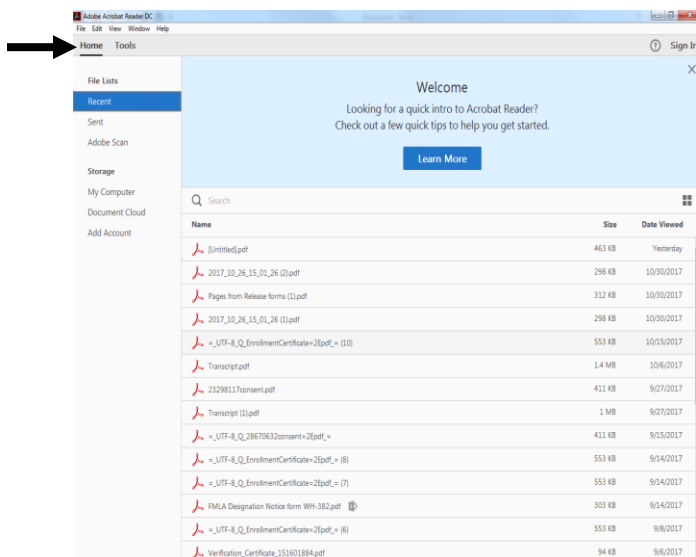 Adobe Acrobat Reader DC
File Edit View Window Help
Home Tools
Sign In
File Lists
Recent
Sent
Adobe Scan
Storage
My Computer
Document Cloud
Add Account
Welcome
Looking for a quick intro to Acrobat Reader?
Check out a few quick tips to help you get started.
Learn More
Search
Name Size Date Viewed
[Untitled].pdf 463 KB Yesterday
2017_10_26_15_01_26 (2).pdf 298 KB 10/30/2017
Pages from Release forms (1).pdf 312 KB 10/30/2017
2017_10_26_15_01_26 (1).pdf 298 KB 10/30/2017
=_UTF-8_Q_EnrollmentCertificate=2Epdf_= (10) 553 KB 10/15/2017
Transcript.pdf 1.4 MB 10/6/2017
23298117consent.pdf 411 KB 9/27/2017
Transcript (1).pdf 1 MB 9/27/2017
=_UTF-8_Q_28670632consent=2Epdf_= 411 KB 9/15/2017
=_UTF-8_Q_EnrollmentCertificate=2Epdf_= (8) 553 KB 9/14/2017
=_UTF-8_Q_EnrollmentCertificate=2Epdf_= (7) 553 KB 9/14/2017
FMLA Designation Notice form WH-382.pdf 303 KB 9/14/2017
=_UTF-8_Q_EnrollmentCertificate=2Epdf_= (6) 553 KB 9/8/2017
Verification_Certificate_151601884.pdf 94 KB 9/6/2017